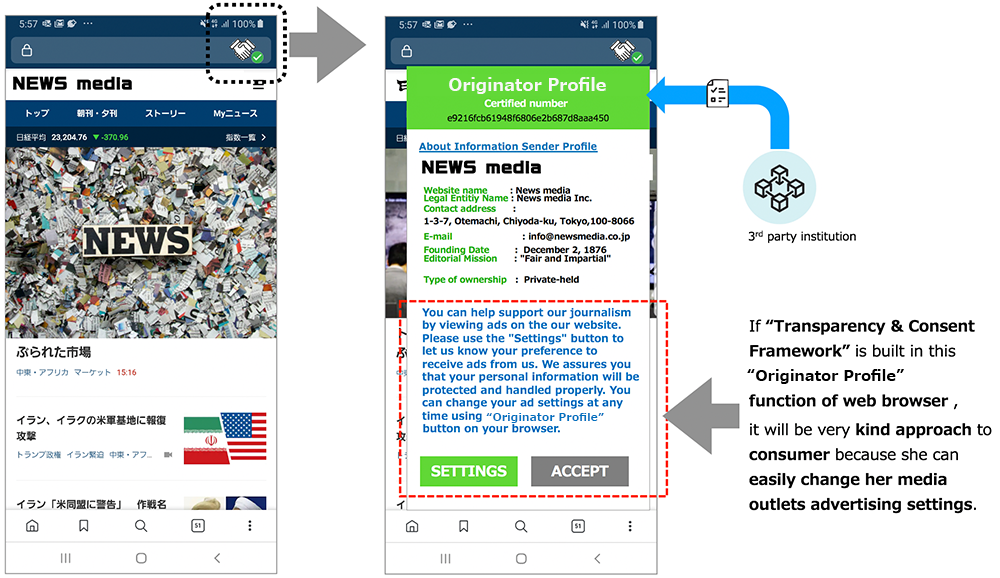 5:57
4G
100%
NEWS media
トップ
朝刊・夕刊
ストーリー
Myニュース
日経平均 23,204.76 ▼-370.96
指数一覧
NEWS
ぶられた市場
中東・アフリカ マーケット 15:16
イラン、イラクの米軍基地に報復
攻撃
トランプ政権 イラン緊迫 中東・アフ...
イラン「米同盟に警告」 作戦名
51
5:57
4G
100%
Originator Profile
Certified number
e9216fcb61948f6806e2b687d8aaa450
About Information Sender Profile
NEWS media
Website name : News media
Legal Entity Name : News media Inc.
Contact address :
1-3-7, Otemachi, Chiyoda-ku, Tokyo,100-8066
E-mail : info@newsmedia.co.jp
Founding Date : December 2, 1876
Editorial Mission : "Fair and Impartial"
Type of ownership : Private-held
You can help support our journalism
by viewing ads on the our website.
Please use the "Settings" button to
let us know your preference to
receive ads from us. We assures you
that your personal information will be
protected and handled properly. You
can change your ad settings at any
time using “Originator Profile”
button on your browser.
SETTINGS
ACCEPT
51
3rd party institution
If “Transparency & Consent
Framework” is built in this
“Originator Profile”
function of web browser ,
it will be very kind approach to
consumer because she can
easily change her media
outlets advertising settings.